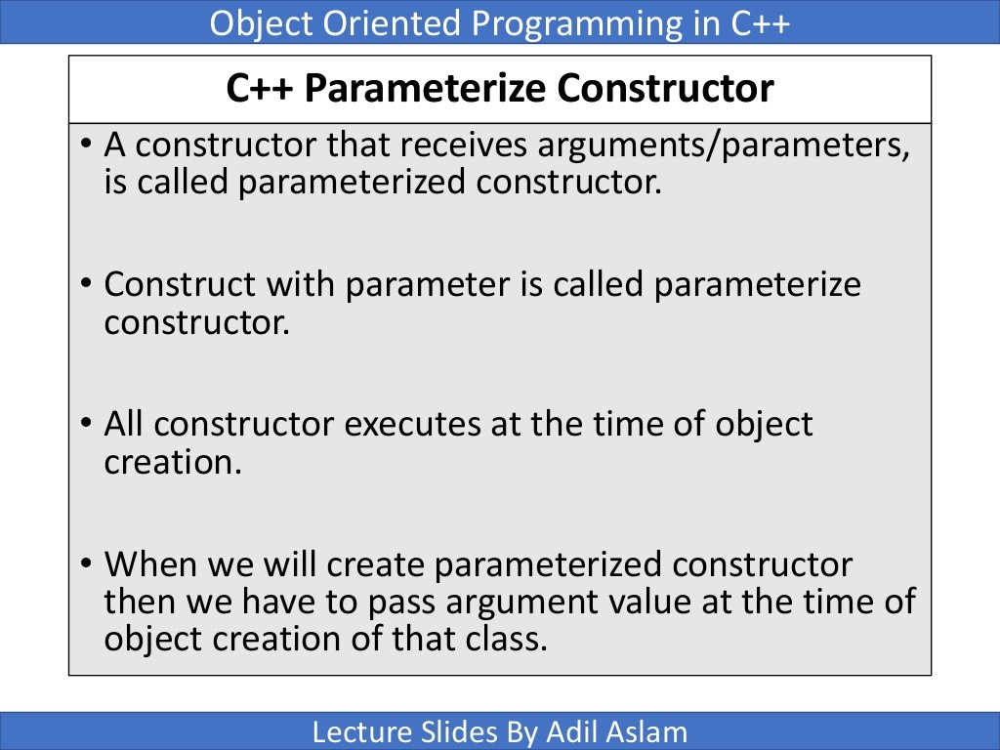 Object Oriented Programming in C++
C++ Parameterize Constructor
• A constructor that receives arguments/parameters,
is called parameterized constructor.
• Construct with parameter is called parameterize
constructor.
• All constructor executes at the time of object
creation.
• When we will create parameterized constructor
then we have to pass argument value at the time of
object creation of that class.
Lecture Slides By Adil Aslam